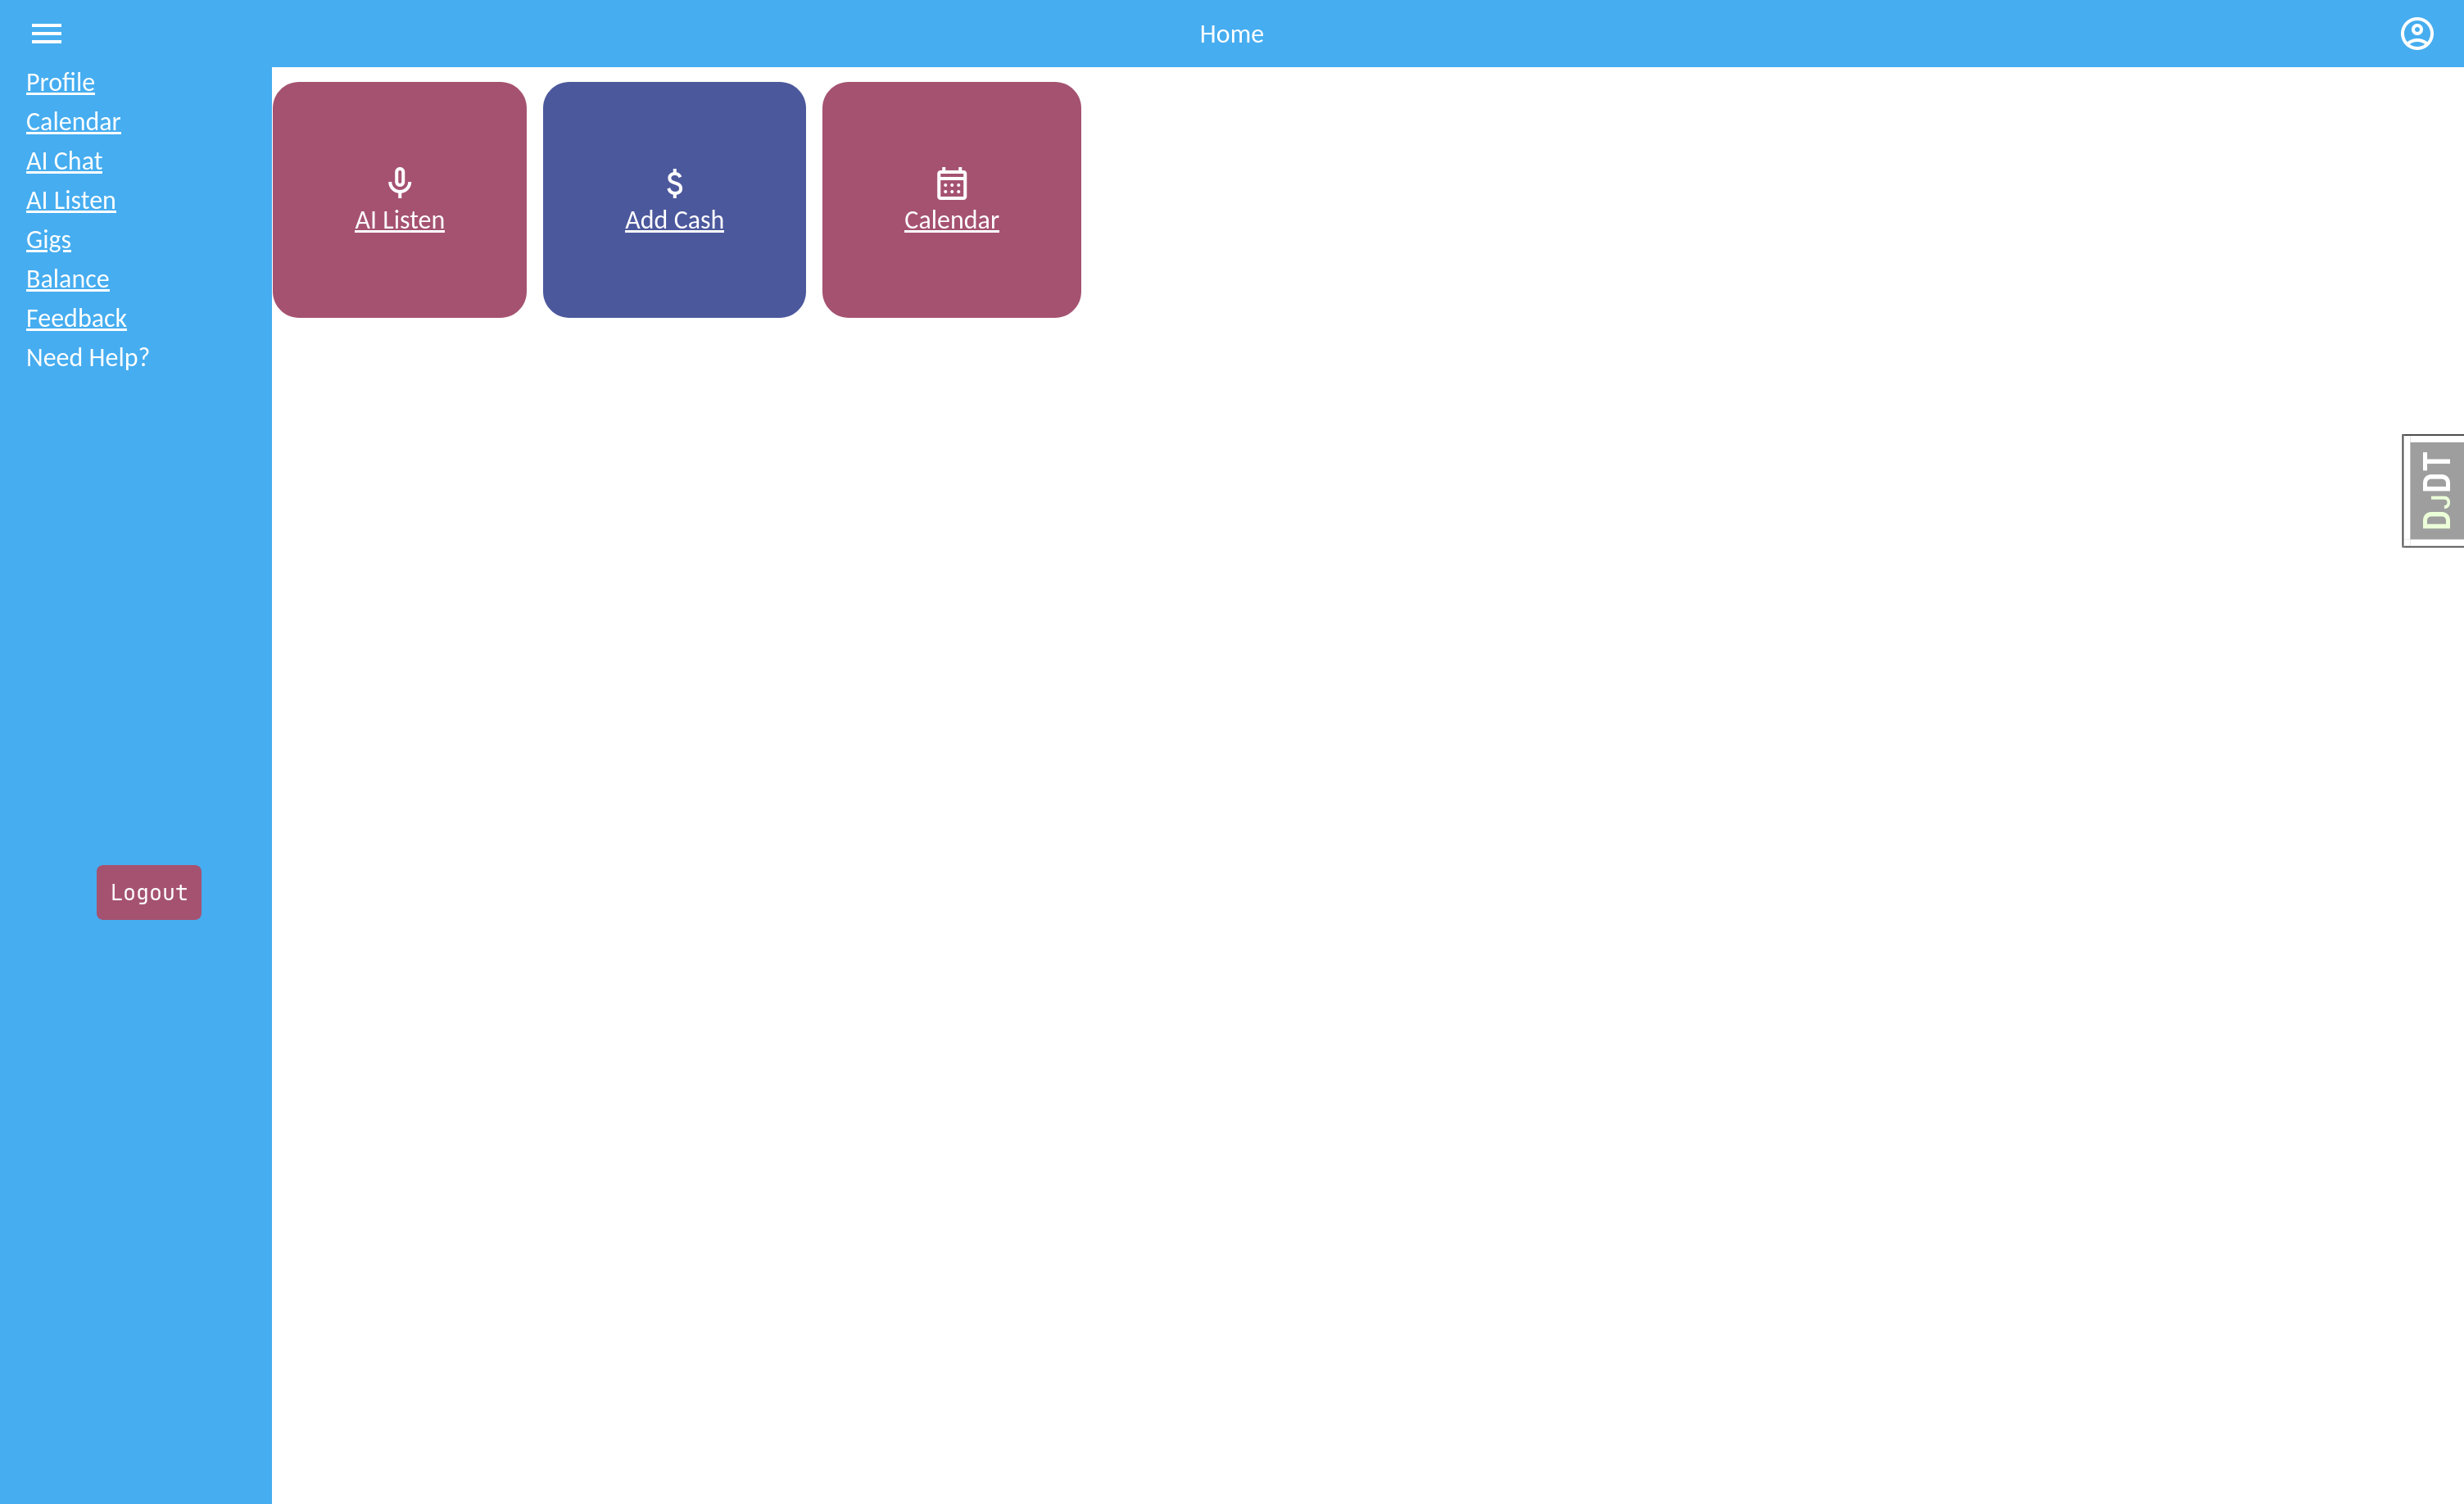 Home
Profile
Calendar
AI Chat
AI Listen
Gigs
Balance
Feedback
Need Help?
Logout
AI Listen
$
Add Cash
Calendar
DJDT